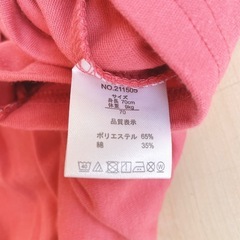 NO.211509
サイズ
身長 70cm
体重 9kg
70
品質表示
ポリエステル 65%
綿 35%